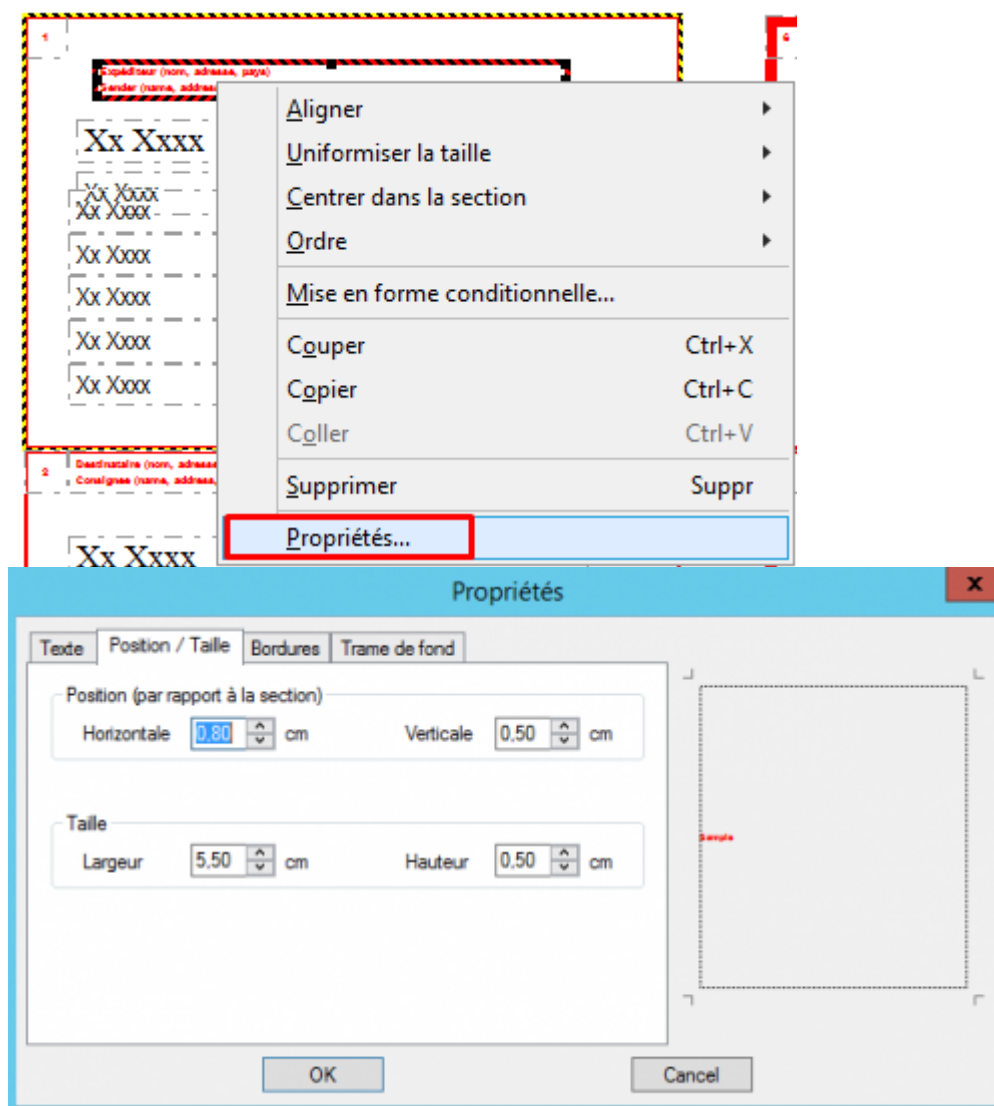 1
6
Expéditeur (nom, adresse, pays)
Sender (name, addres
Xx Xxxx
Xx Xxxx
Xx Xxxx
Xx Xxxx
Xx Xxxx
Xx Xxxx
Xx Xxxx
Aligner
Uniformiser la taille
Centrer dans la section
Ordre
Mise en forme conditionnelle...
Couper Ctrl+X
Copier Ctrl+C
Coller Ctrl+V
Supprimer Suppr
Propriétés...
2
Destinataire (nom, adresse
Consignee (name, address,
Xx Xxxx
Propriétés
x
Texte Position / Taille Bordures Trame de fond
Position (par rapport à la section)
Horizontale 0,80 cm Verticale 0,50 cm
Taille
Largeur 5,50 cm Hauteur 0,50 cm
Sample
OK Cancel